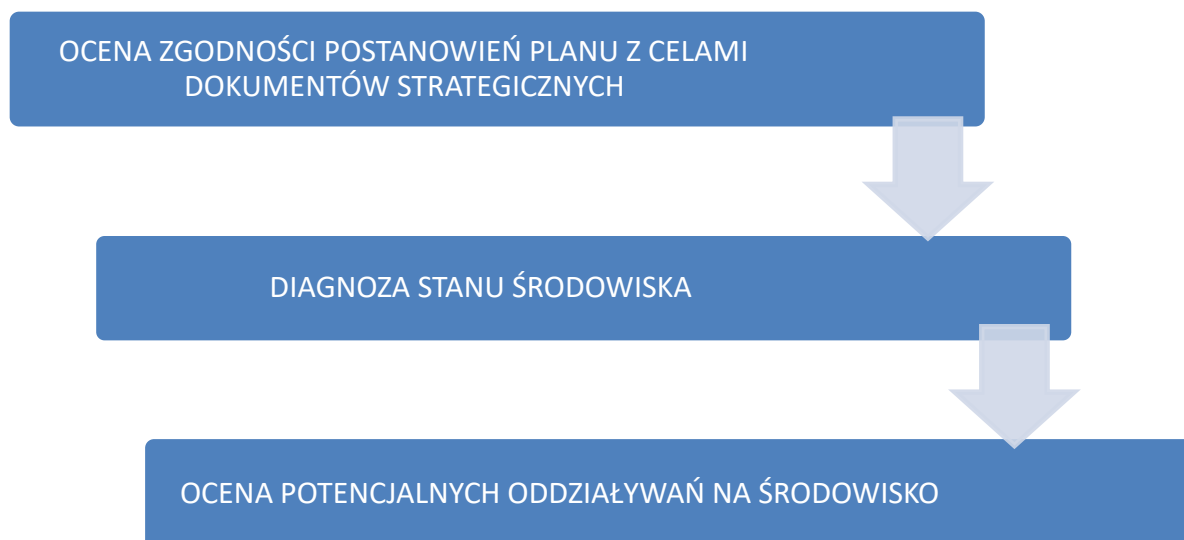 OCENA ZGODNOŚCI POSTANOWIEŃ PLANU Z CELAMI
DOKUMENTÓW STRATEGICZNYCH
DIAGNOZA STANU ŚRODOWISKA
OCENA POTENCJALNYCH ODDZIAŁYWAŃ NA ŚRODOWISKO